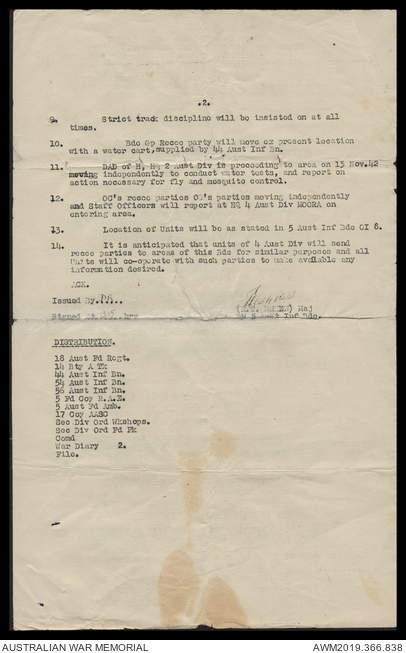 .2.
9. Strict track discipline will be insisted on at all
times.
10. Bde Gp Recce party will move ex present location
with a water cart, supplied by 44 Aust Inf Bn.
11. DAD of H, HQ 2 Aust Div is proceeding to area on 13 Nov.42
moving independently to conduct water tests, and report on
action necessary for fly and mosquito control.
12. OC's recce parties OC's parties moving independently
and Staff Officers will report at HQ 4 Aust Div MOORA on
entering area.
13. Location of Units will be as stated in 5 Aust Inf Bde OI 8.
14. It is anticipated that units of 4 Aust Div will send
recce parties to areas of this Bde for similar purposes and all
Units will co-operate with such parties to make available any
information desired.
ACK.
Issued By
Signed at hrs Maj
5 Aust Inf Bde.
DISTRIBUTION.
18 Aust Fd Regt.
14 Bty A Tk
44 Aust Inf Bn.
54 Aust Inf Bn.
56 Aust Inf Bn.
5 Fd Coy R.A.E.
5 Aust Fd Amb.
17 Coy AASC
Sec Div Ord Wkshops.
Sec Div Ord Fd Pk
Comd
War Diary 2.
File.
AUSTRALIAN WAR MEMORIAL AWM2019.366.838